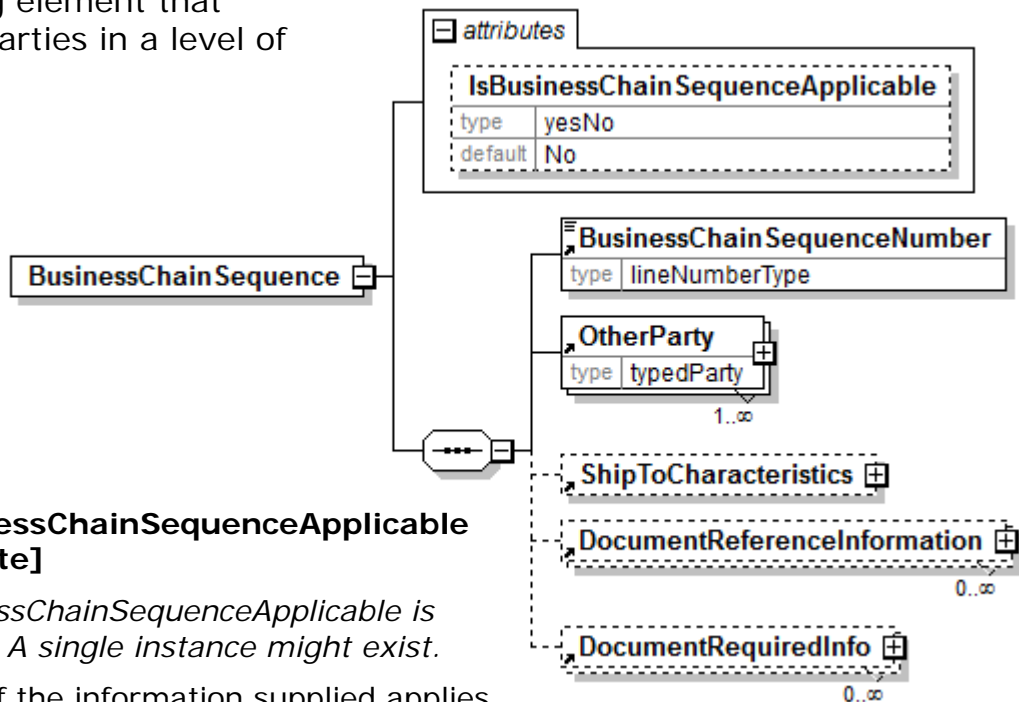 element that
arties in a level of
attributes
IsBusinessChainSequenceApplicable
type yesNo
default No
BusinessChainSequence
BusinessChainSequenceNumber
type lineNumberType
OtherParty
type typedParty
1..∞
ShipToCharacteristics
DocumentReferenceInformation
0..∞
DocumentRequiredInfo
0..∞
essChainSequenceApplicable
te]
ssChainSequenceApplicable is
A single instance might exist.
f the information supplied applies